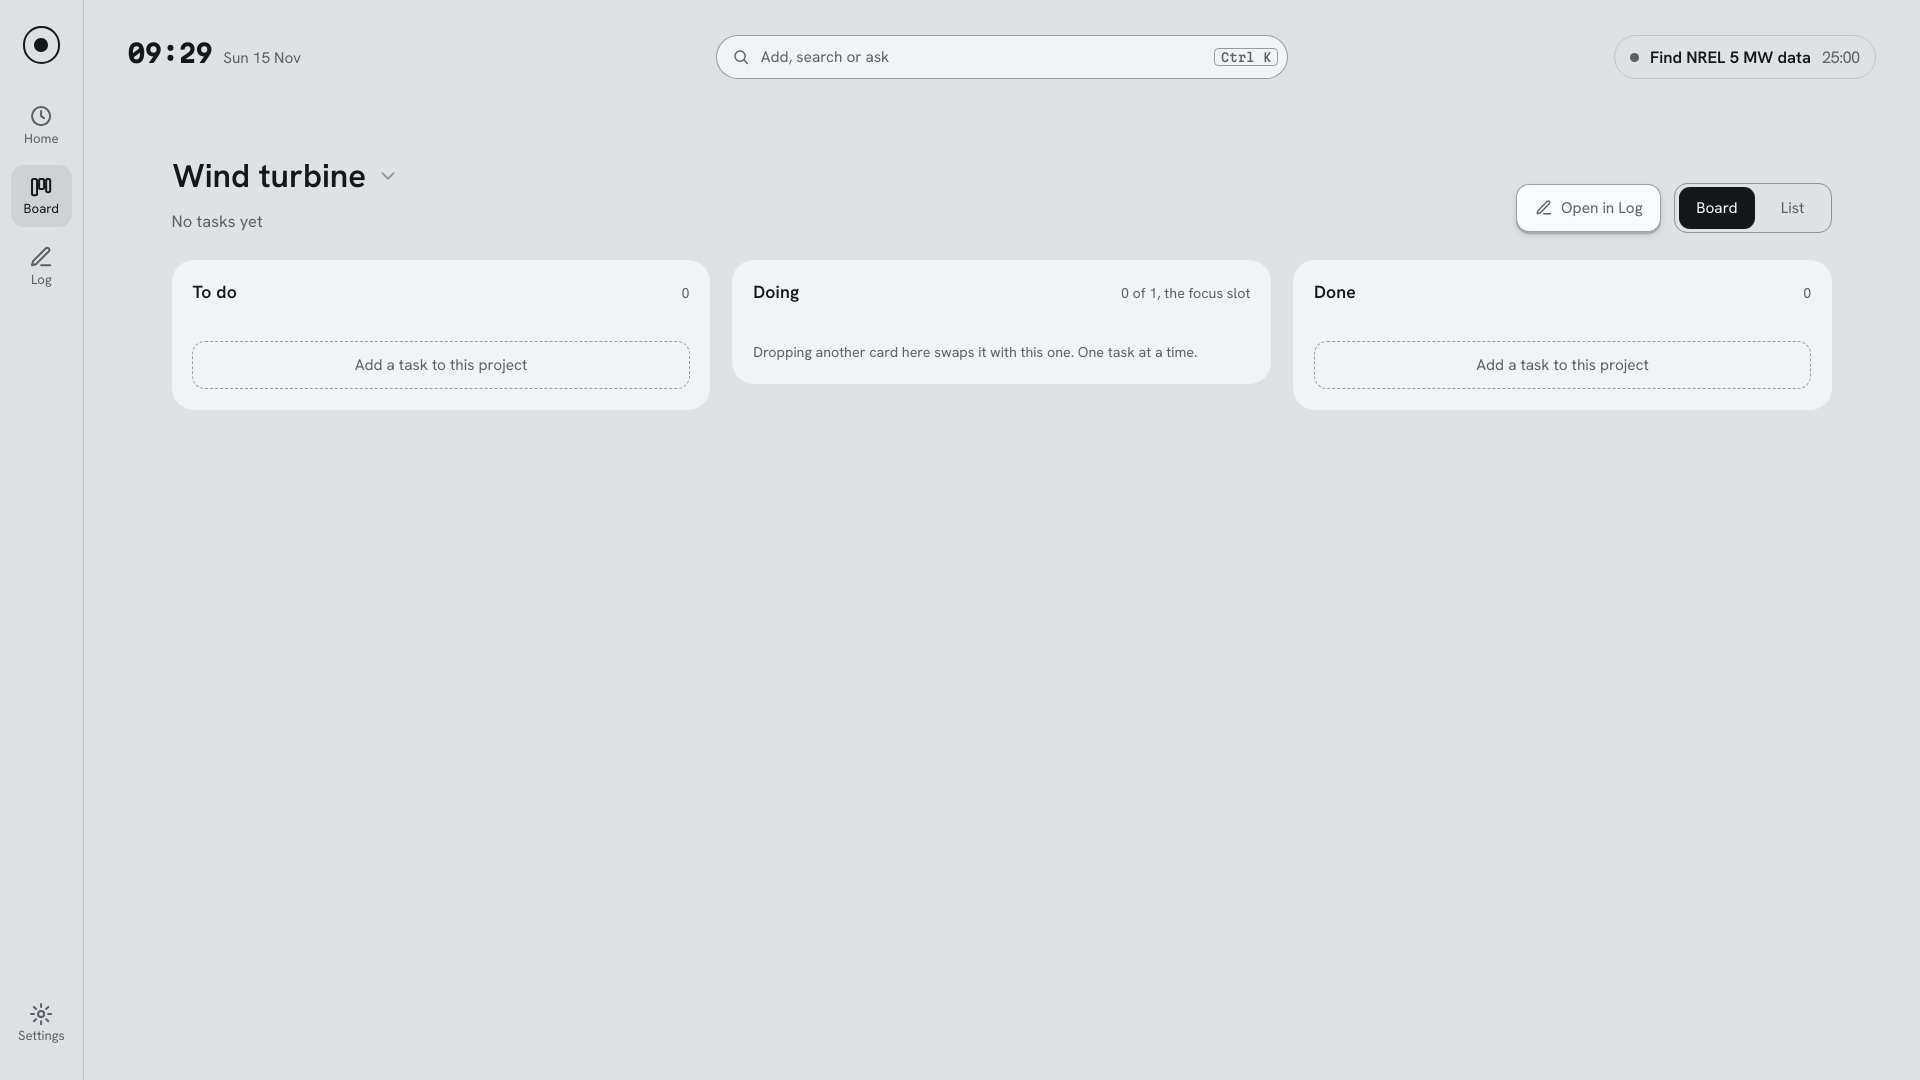 09:29 Sun 15 Nov
Add, search or ask
Ctrl K
Find NREL 5 MW data 25:00
Home
Board
Log
Settings
Wind turbine
No tasks yet
Open in Log
Board
List
To do
0
Add a task to this project
Doing
0 of 1, the focus slot
Dropping another card here swaps it with this one. One task at a time.
Done
0
Add a task to this project